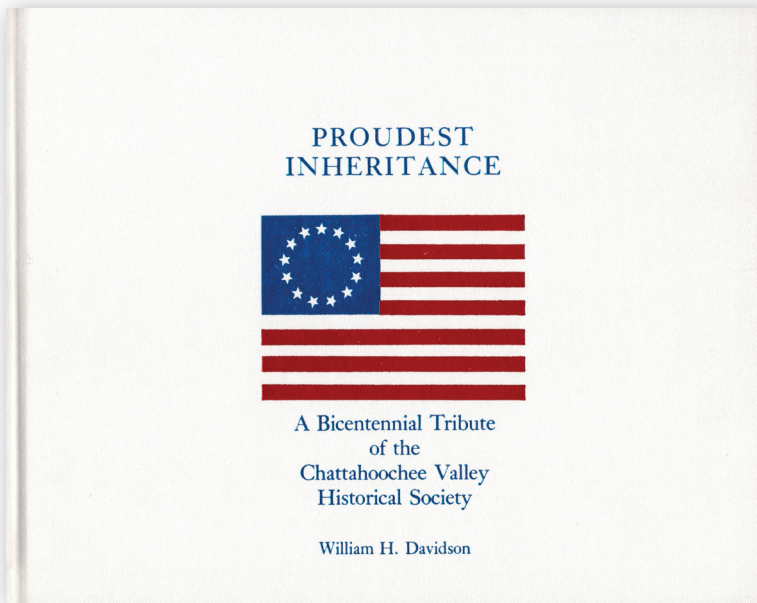 PROUDEST
INHERITANCE
A Bicentennial Tribute
of the
Chattahoochee Valley
Historical Society
William H. Davidson